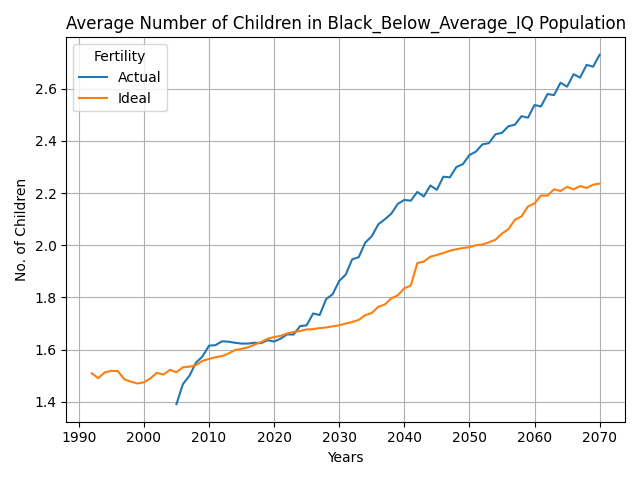 Average Number of Children in Black_Below_Average_IQ Population
Fertility
Actual
Ideal
No. of Children
2.6
2.4
2.2
2.0
1.8
1.6
1.4
1990 2000 2010 2020 2030 2040 2050 2060 2070
Years